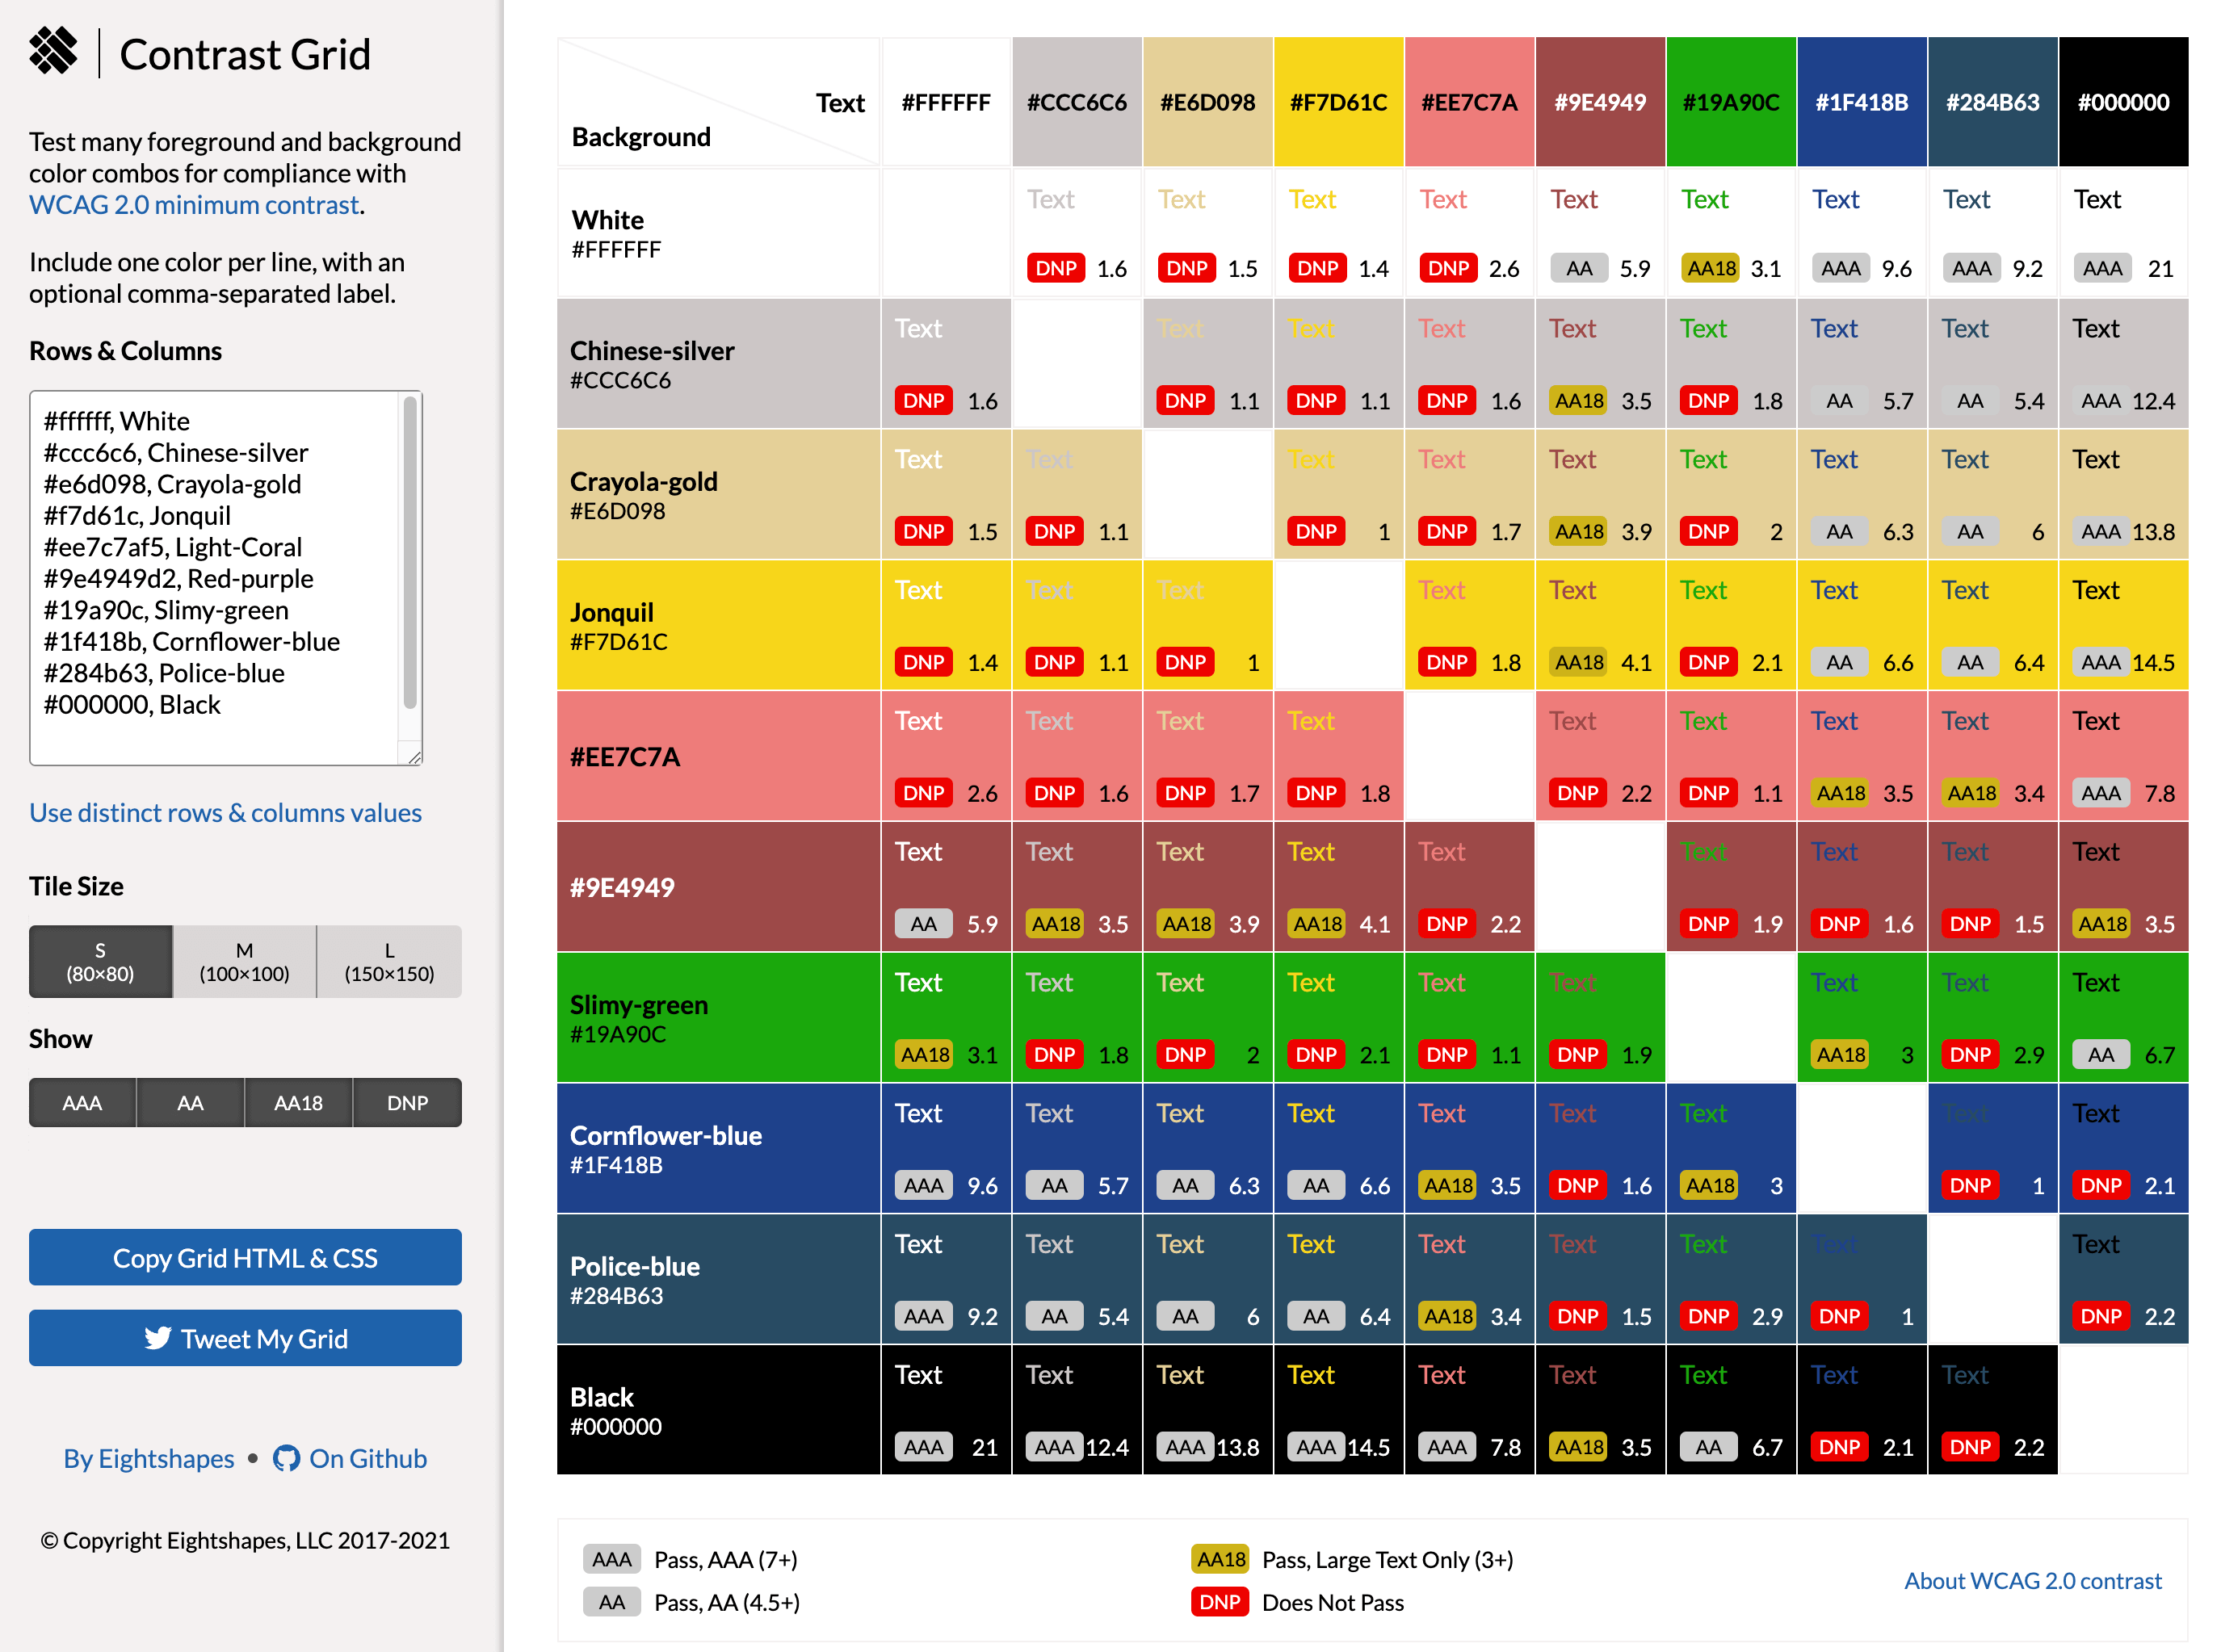 Contrast Grid
Test many foreground and background
color combos for compliance with
WCAG 2.0 minimum contrast.
Include one color per line, with an
optional comma-separated label.
Rows & Columns
#ffffff, White
#ccc6c6, Chinese-silver
#e6d098, Crayola-gold
#f7d61c, Jonquil
#ee7c7af5, Light-Coral
#9e4949d2, Red-purple
#19a90c, Slimy-green
#1f418b, Cornflower-blue
#284b63, Police-blue
#000000, Black
Use distinct rows & columns values
Tile Size
S M L
(80×80) (100×100) (150×150)
Show
AAA AA AA18 DNP
Copy Grid HTML & CSS
Tweet My Grid
By Eightshapes • On Github
© Copyright Eightshapes, LLC 2017-2021
Text #FFFFFF #CCC6C6 #E6D098 #F7D61C #EE7C7A #9E4949 #19A90C #1F418B #284B63 #000000
Background
Text Text Text Text Text Text Text Text Text
White
#FFFFFF
DNP 1.6 DNP 1.5 DNP 1.4 DNP 2.6 AA 5.9 AA18 3.1 AAA 9.6 AAA 9.2 AAA 21
Text Text Text Text Text Text Text Text Text
Chinese-silver
#CCC6C6
DNP 1.6 DNP 1.1 DNP 1.1 DNP 1.6 AA18 3.5 DNP 1.8 AA 5.7 AA 5.4 AAA 12.4
Text Text Text Text Text Text Text Text Text
Crayola-gold
#E6D098
DNP 1.5 DNP 1.1 DNP 1 DNP 1.7 AA18 3.9 DNP 2 AA 6.3 AA 6 AAA 13.8
Text Text Text Text Text Text Text Text Text
Jonquil
#F7D61C
DNP 1.4 DNP 1.1 DNP 1 DNP 1.8 AA18 4.1 DNP 2.1 AA 6.6 AA 6.4 AAA 14.5
Text Text Text Text Text Text Text Text Text
#EE7C7A
DNP 2.6 DNP 1.6 DNP 1.7 DNP 1.8 DNP 2.2 DNP 1.1 AA18 3.5 AA18 3.4 AAA 7.8
Text Text Text Text Text Text Text Text Text
#9E4949
AA 5.9 AA18 3.5 AA18 3.9 AA18 4.1 DNP 2.2 DNP 1.9 DNP 1.6 DNP 1.5 AA18 3.5
Text Text Text Text Text Text Text Text Text
Slimy-green
#19A90C
AA18 3.1 DNP 1.8 DNP 2 DNP 2.1 DNP 1.1 DNP 1.9 AA18 3 DNP 2.9 AA 6.7
Text Text Text Text Text Text Text Text Text
Cornflower-blue
#1F418B
AAA 9.6 AA 5.7 AA 6.3 AA 6.6 AA18 3.5 DNP 1.6 AA18 3 DNP 1 DNP 2.1
Text Text Text Text Text Text Text Text Text
Police-blue
#284B63
AAA 9.2 AA 5.4 AA 6 AA 6.4 AA18 3.4 DNP 1.5 DNP 2.9 DNP 1 DNP 2.2
Text Text Text Text Text Text Text Text Text
Black
#000000
AAA 21 AAA 12.4 AAA 13.8 AAA 14.5 AAA 7.8 AA18 3.5 AA 6.7 DNP 2.1 DNP 2.2
AAA Pass, AAA (7+) AA18 Pass, Large Text Only (3+)
About WCAG 2.0 contrast
AA Pass, AA (4.5+) DNP Does Not Pass